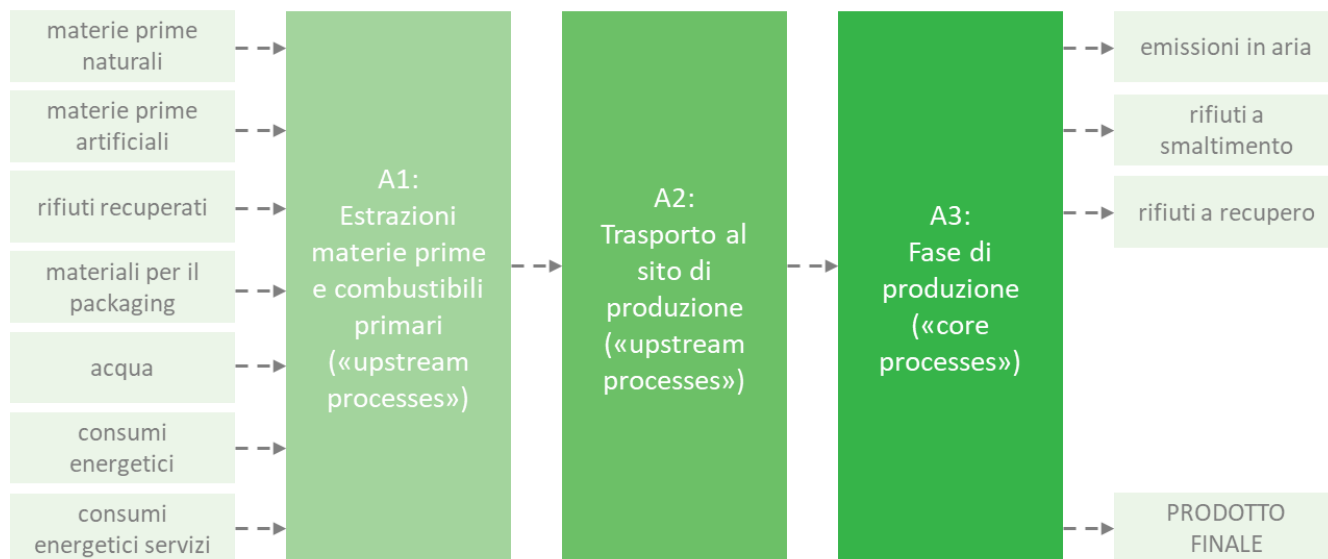 materie prime
naturali
materie prime
artificiali
rifiuti recuperati
materiali per il
packaging
acqua
consumi
energetici
consumi
energetici servizi
A1:
Estrazioni
materie prime
e combustibili
primari
(«upstream
processes»)
A2:
Trasporto al
sito di
produzione
(«upstream
processes»)
A3:
Fase di
produzione
(«core
processes»)
emissioni in aria
rifiuti a
smaltimento
rifiuti a recupero
PRODOTTO
FINALE